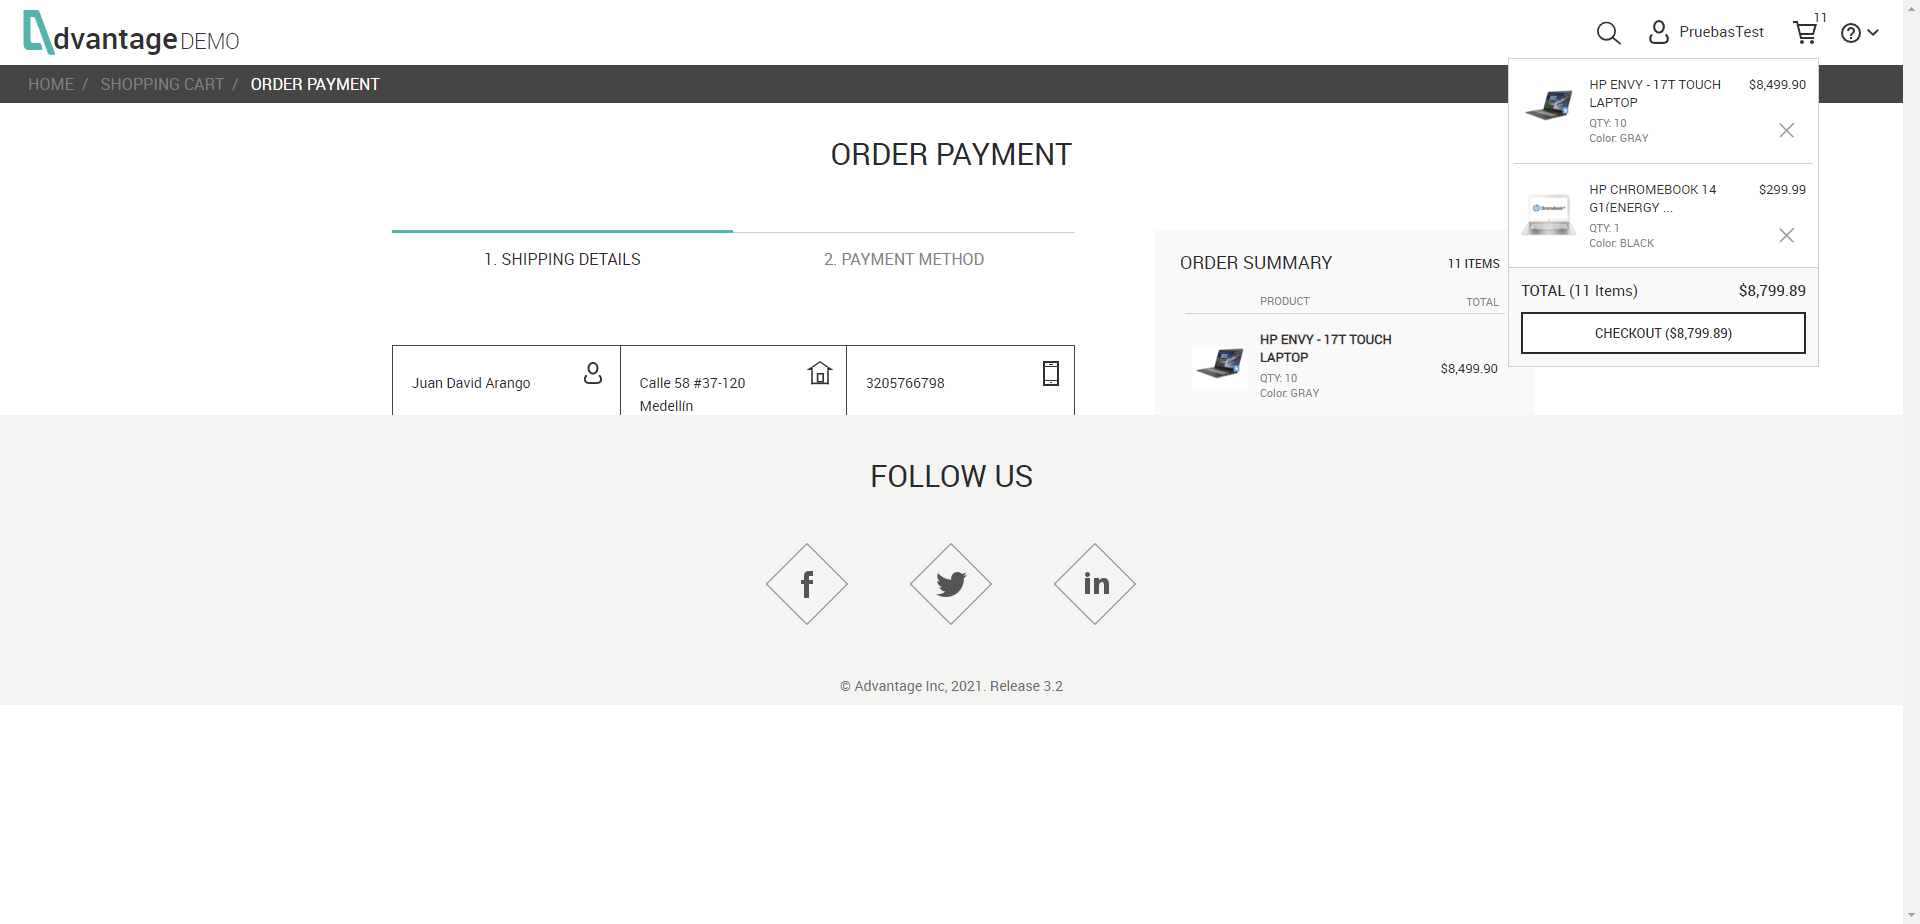 dvantage DEMO
PruebasTest
11
HOME / SHOPPING CART / ORDER PAYMENT
HP ENVY - 17T TOUCH
LAPTOP
$8,499.90
QTY: 10
Color: GRAY
HP CHROMEBOOK 14
G1(ENERGY ...
$299.99
QTY: 1
Color: BLACK
TOTAL (11 Items) $8,799.89
CHECKOUT ($8,799.89)
ORDER PAYMENT
1. SHIPPING DETAILS
2. PAYMENT METHOD
Juan David Arango
Calle 58 #37-120
Medellín
3205766798
ORDER SUMMARY 11 ITEMS
PRODUCT TOTAL
HP ENVY - 17T TOUCH
LAPTOP
QTY: 10
Color: GRAY
$8,499.90
FOLLOW US
f
in
© Advantage Inc, 2021. Release 3.2